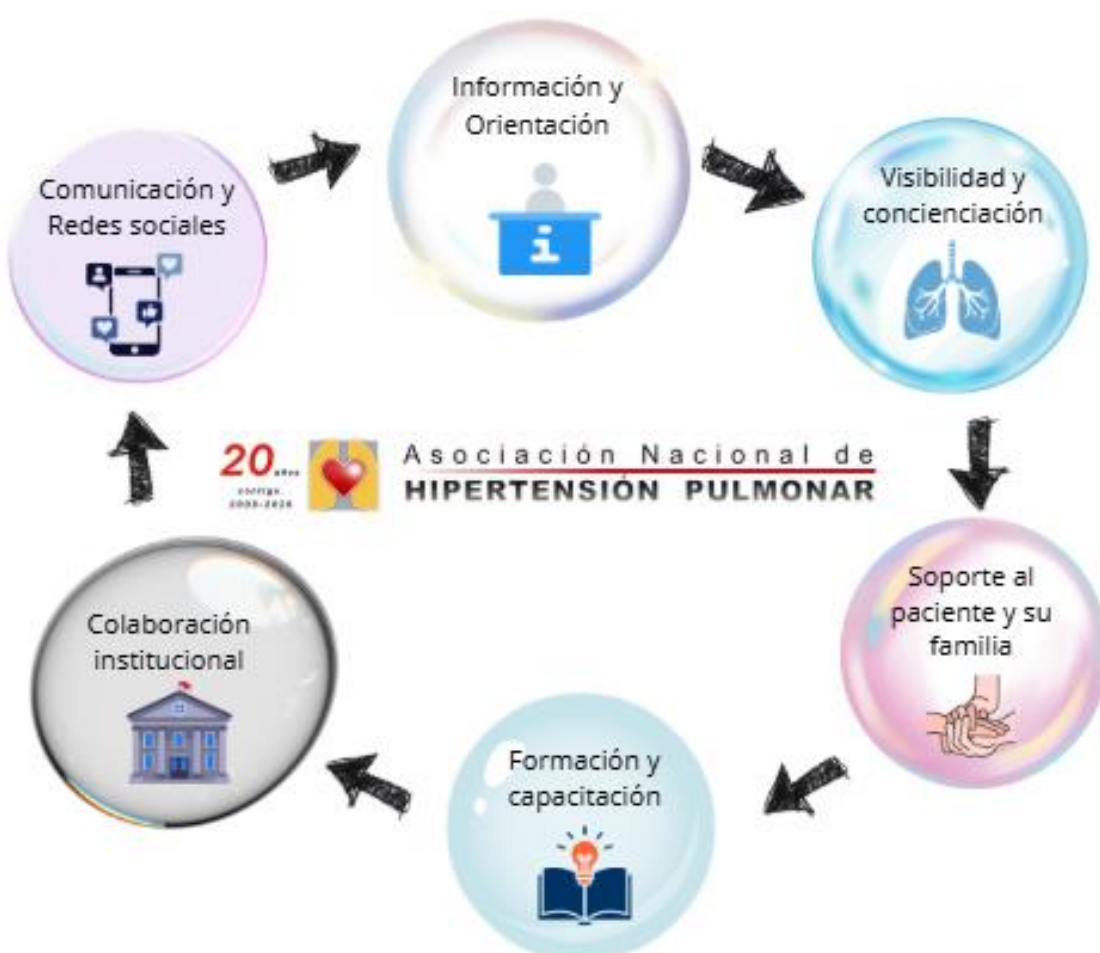 Información y
Orientación
Visibilidad y
concienciación
Soporte al
paciente y su
familia
Formación y
capacitación
Colaboración
institucional
Comunicación y
Redes sociales
20 años
contigo
Asociación Nacional de
HIPERTENSIÓN PULMONAR